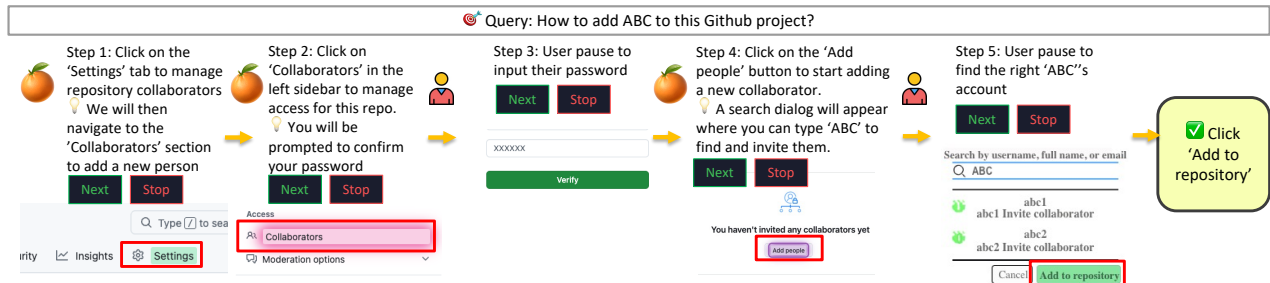 Query: How to add ABC to this Github project?
Step 1: Click on the
‘Settings’ tab to manage
repository collaborators
We will then
navigate to the
‘Collaborators’ section
to add a new person
Next Stop
Type / to sea
rity Insights Settings
Step 2: Click on
‘Collaborators’ in the
left sidebar to manage
access for this repo.
You will be
prompted to confirm
your password
Next Stop
Access
Collaborators
Moderation options
Step 3: User pause to
input their password
Next Stop
xxxxxx
Verify
Step 4: Click on the ‘Add
people’ button to start adding
a new collaborator.
A search dialog will appear
where you can type ‘ABC’ to
find and invite them.
Next Stop
You haven't invited any collaborators yet
Add people
Step 5: User pause to
find the right ‘ABC’'s
account
Next Stop
Search by username, full name, or email
ABC
abc1
abc1 Invite collaborator
abc2
abc2 Invite collaborator
Cancel Add to repository
Click
‘Add to
repository’